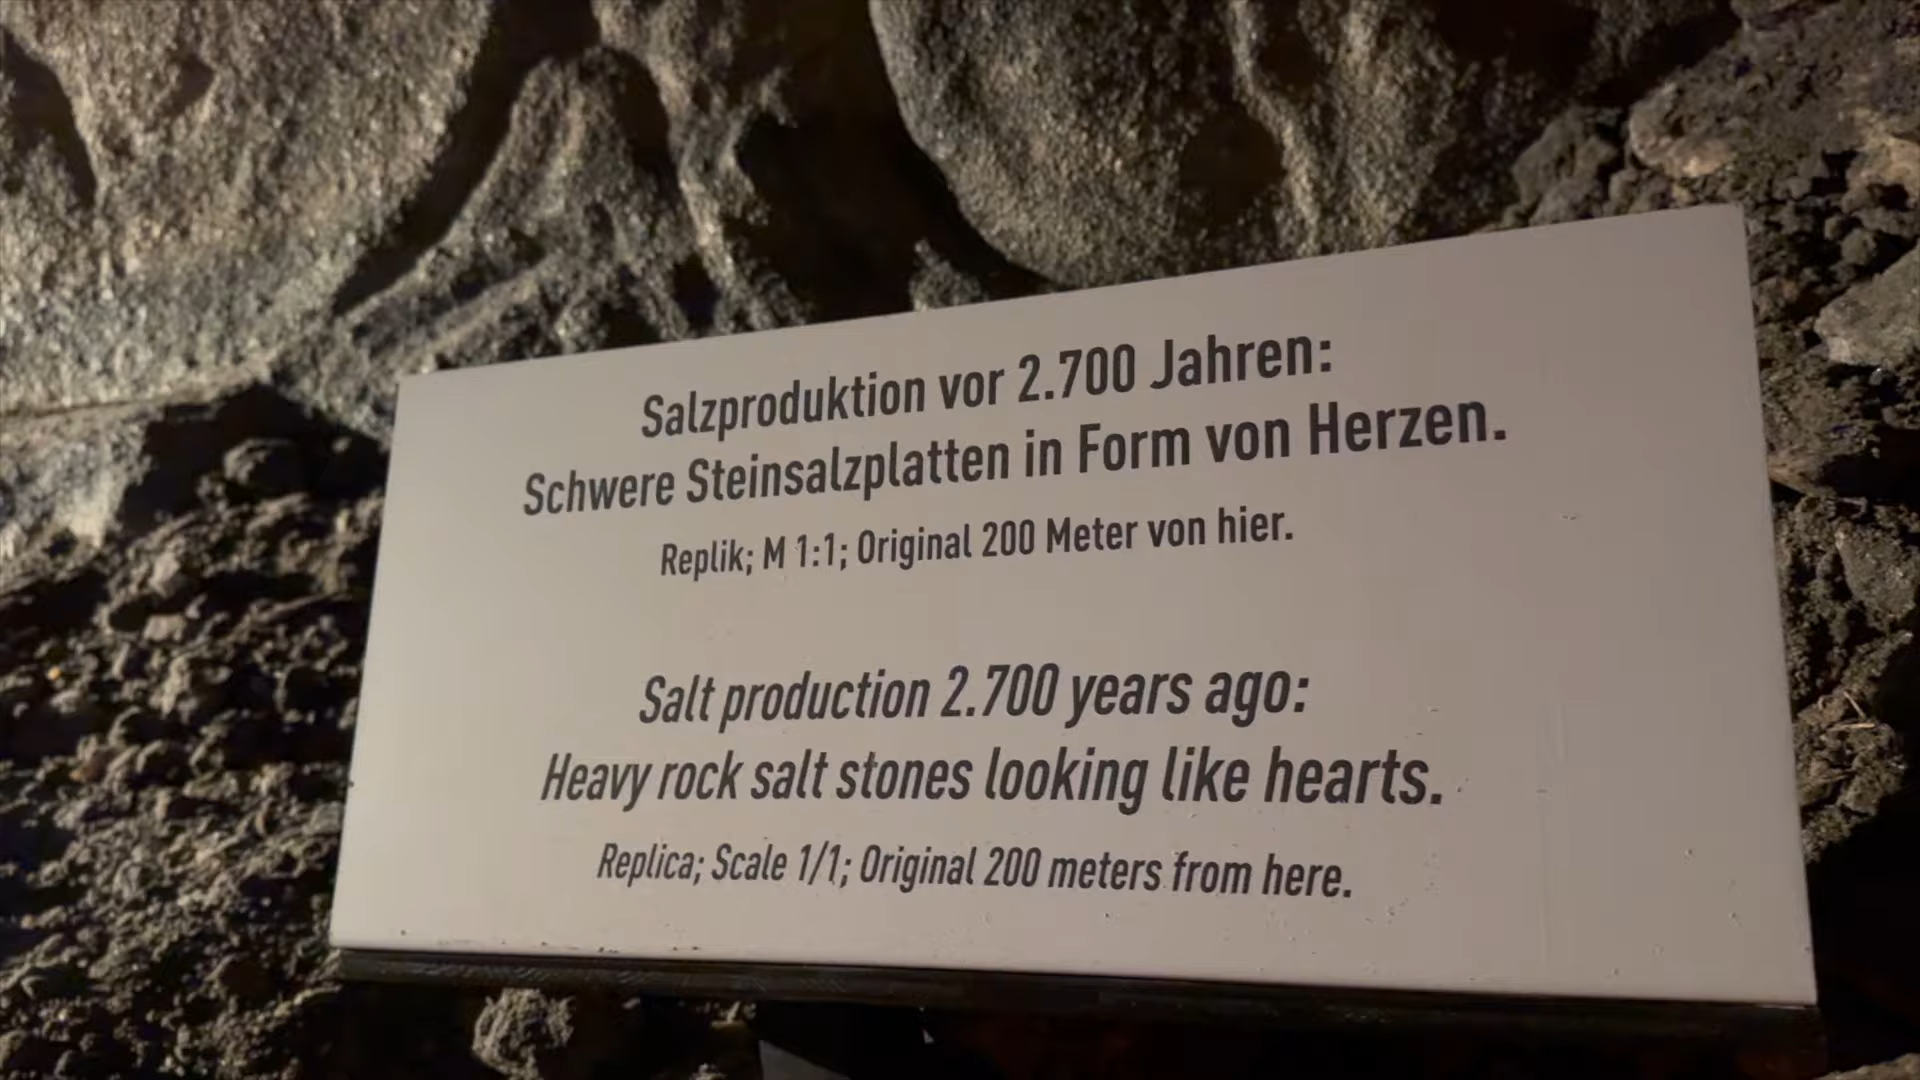 Salzproduktion vor 2.700 Jahren:
Schwere Steinsalzplatten in Form von Herzen.
Replik; M 1:1; Original 200 Meter von hier.
Salt production 2.700 years ago:
Heavy rock salt stones looking like hearts.
Replica; Scale 1/1; Original 200 meters from here.